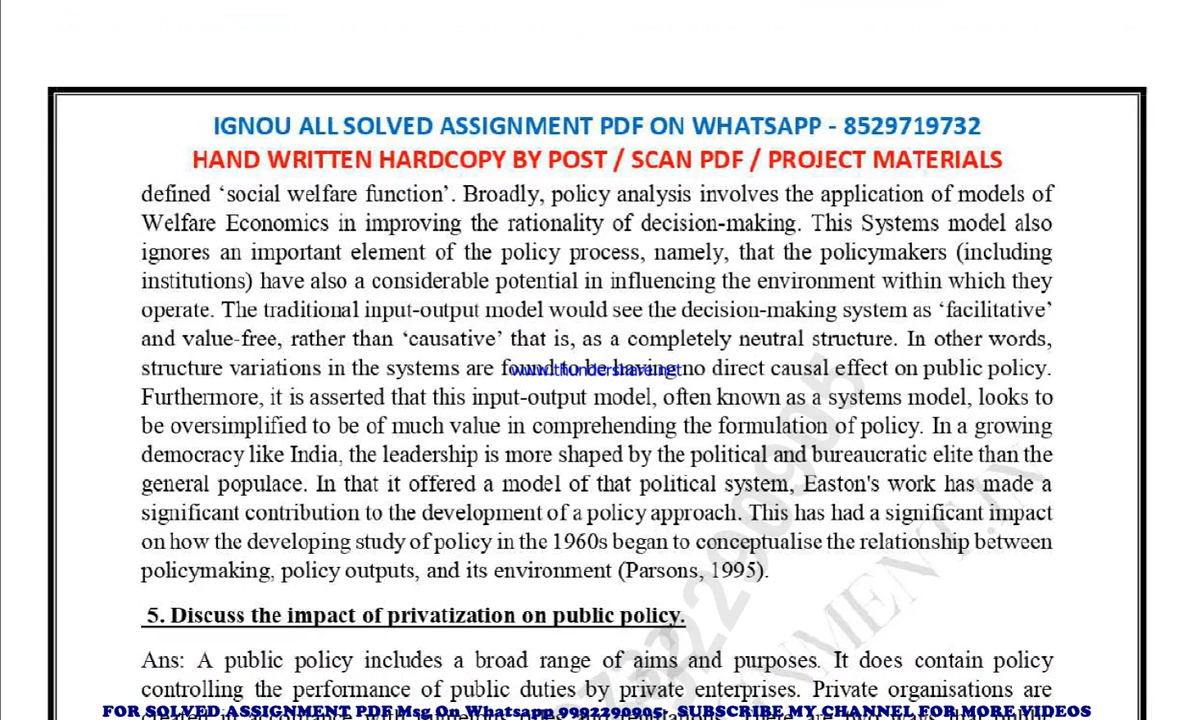 IGNOU ALL SOLVED ASSIGNMENT PDF ON WHATSAPP - 8529719732
HAND WRITTEN HARDCOPY BY POST / SCAN PDF / PROJECT MATERIALS
defined ‘social welfare function’. Broadly, policy analysis involves the application of models of
Welfare Economics in improving the rationality of decision-making. This Systems model also
ignores an important element of the policy process, namely, that the policymakers (including
institutions) have also a considerable potential in influencing the environment within which they
operate. The traditional input-output model would see the decision-making system as ‘facilitative’
and value-free, rather than ‘causative’ that is, as a completely neutral structure. In other words,
structure variations in the systems are found to be having no direct causal effect on public policy.
www.thundershare.net
Furthermore, it is asserted that this input-output model, often known as a systems model, looks to
be oversimplified to be of much value in comprehending the formulation of policy. In a growing
democracy like India, the leadership is more shaped by the political and bureaucratic elite than the
general populace. In that it offered a model of that political system, Easton's work has made a
significant contribution to the development of a policy approach. This has had a significant impact
on how the developing study of policy in the 1960s began to conceptualise the relationship between
policymaking, policy outputs, and its environment (Parsons, 1995).
5. Discuss the impact of privatization on public policy.
Ans: A public policy includes a broad range of aims and purposes. It does contain policy
controlling the performance of public duties by private enterprises. Private organisations are
FOR SOLVED ASSIGNMENT PDF Msg On Whatsapp 9992290905 , SUBSCRIBE MY CHANNEL FOR MORE VIDEOS